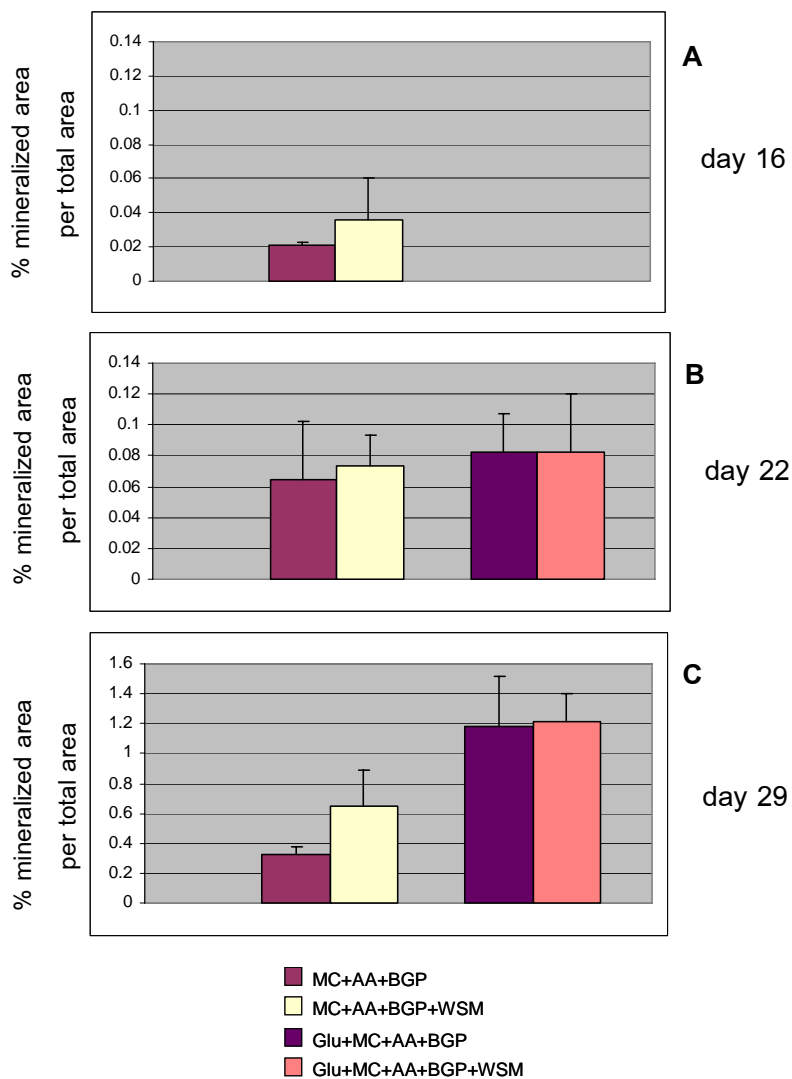 % mineralized area
per total area
0.14
0.12
0.1
0.08
0.06
0.04
0.02
0
A
day 16
% mineralized area
per total area
0.14
0.12
0.1
0.08
0.06
0.04
0.02
0
B
day 22
% mineralized area
per total area
1.6
1.4
1.2
1
0.8
0.6
0.4
0.2
0
C
day 29
MC+AA+BGP
MC+AA+BGP+WSM
Glu+MC+AA+BGP
Glu+MC+AA+BGP+WSM